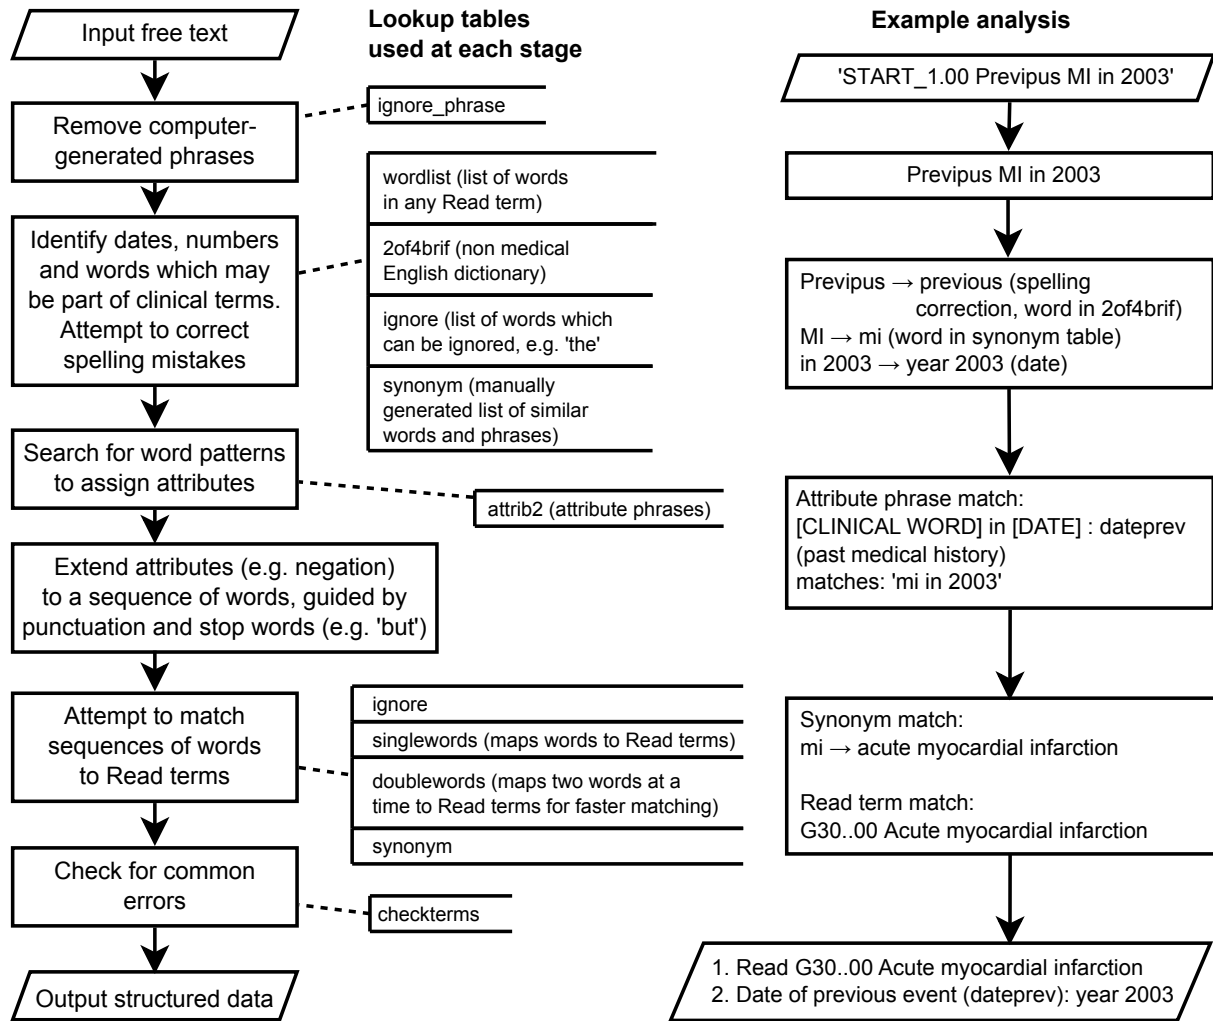 Input free text
Remove computer-
generated phrases
Identify dates, numbers
and words which may
be part of clinical terms.
Attempt to correct
spelling mistakes
Search for word patterns
to assign attributes
Extend attributes (e.g. negation)
to a sequence of words, guided by
punctuation and stop words (e.g. 'but')
Attempt to match
sequences of words
to Read terms
Check for common
errors
Output structured data
Lookup tables
used at each stage
ignore_phrase
wordlist (list of words
in any Read term)
2of4brif (non medical
English dictionary)
ignore (list of words which
can be ignored, e.g. 'the'
synonym (manually
generated list of similar
words and phrases)
attrib2 (attribute phrases)
ignore
singlewords (maps words to Read terms)
doublewords (maps two words at a
time to Read terms for faster matching)
synonym
checkterms
Example analysis
'START_1.00 Previpus MI in 2003'
Previpus MI in 2003
Previpus → previous (spelling
correction, word in 2of4brif)
MI → mi (word in synonym table)
in 2003 → year 2003 (date)
Attribute phrase match:
[CLINICAL WORD] in [DATE] : dateprev
(past medical history)
matches: 'mi in 2003'
Synonym match:
mi → acute myocardial infarction
Read term match:
G30..00 Acute myocardial infarction
1. Read G30..00 Acute myocardial infarction
2. Date of previous event (dateprev): year 2003